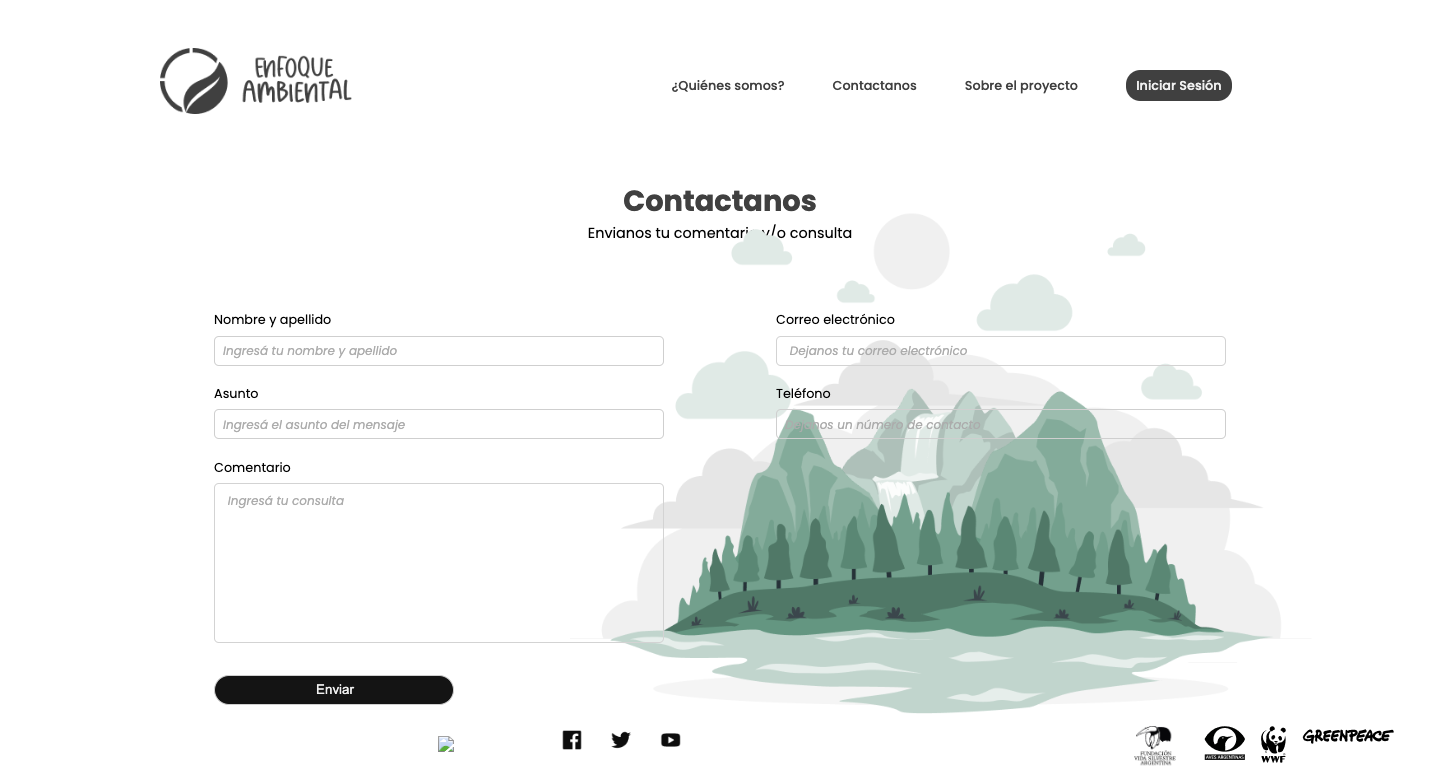 ENFOQUE
AMBIENTAL
¿Quiénes somos?
Contactanos
Sobre el proyecto
Iniciar Sesión
Contactanos
Envianos tu comentario y/o consulta
Nombre y apellido
Ingresá tu nombre y apellido
Correo electrónico
Dejanos tu correo electrónico
Asunto
Ingresá el asunto del mensaje
Teléfono
Dejanos un número de contacto
Comentario
Ingresá tu consulta
Enviar
FUNDACIÓN
VIDA SILVESTRE
ARGENTINA
AVES ARGENTINAS
WWF
GREENPEACE